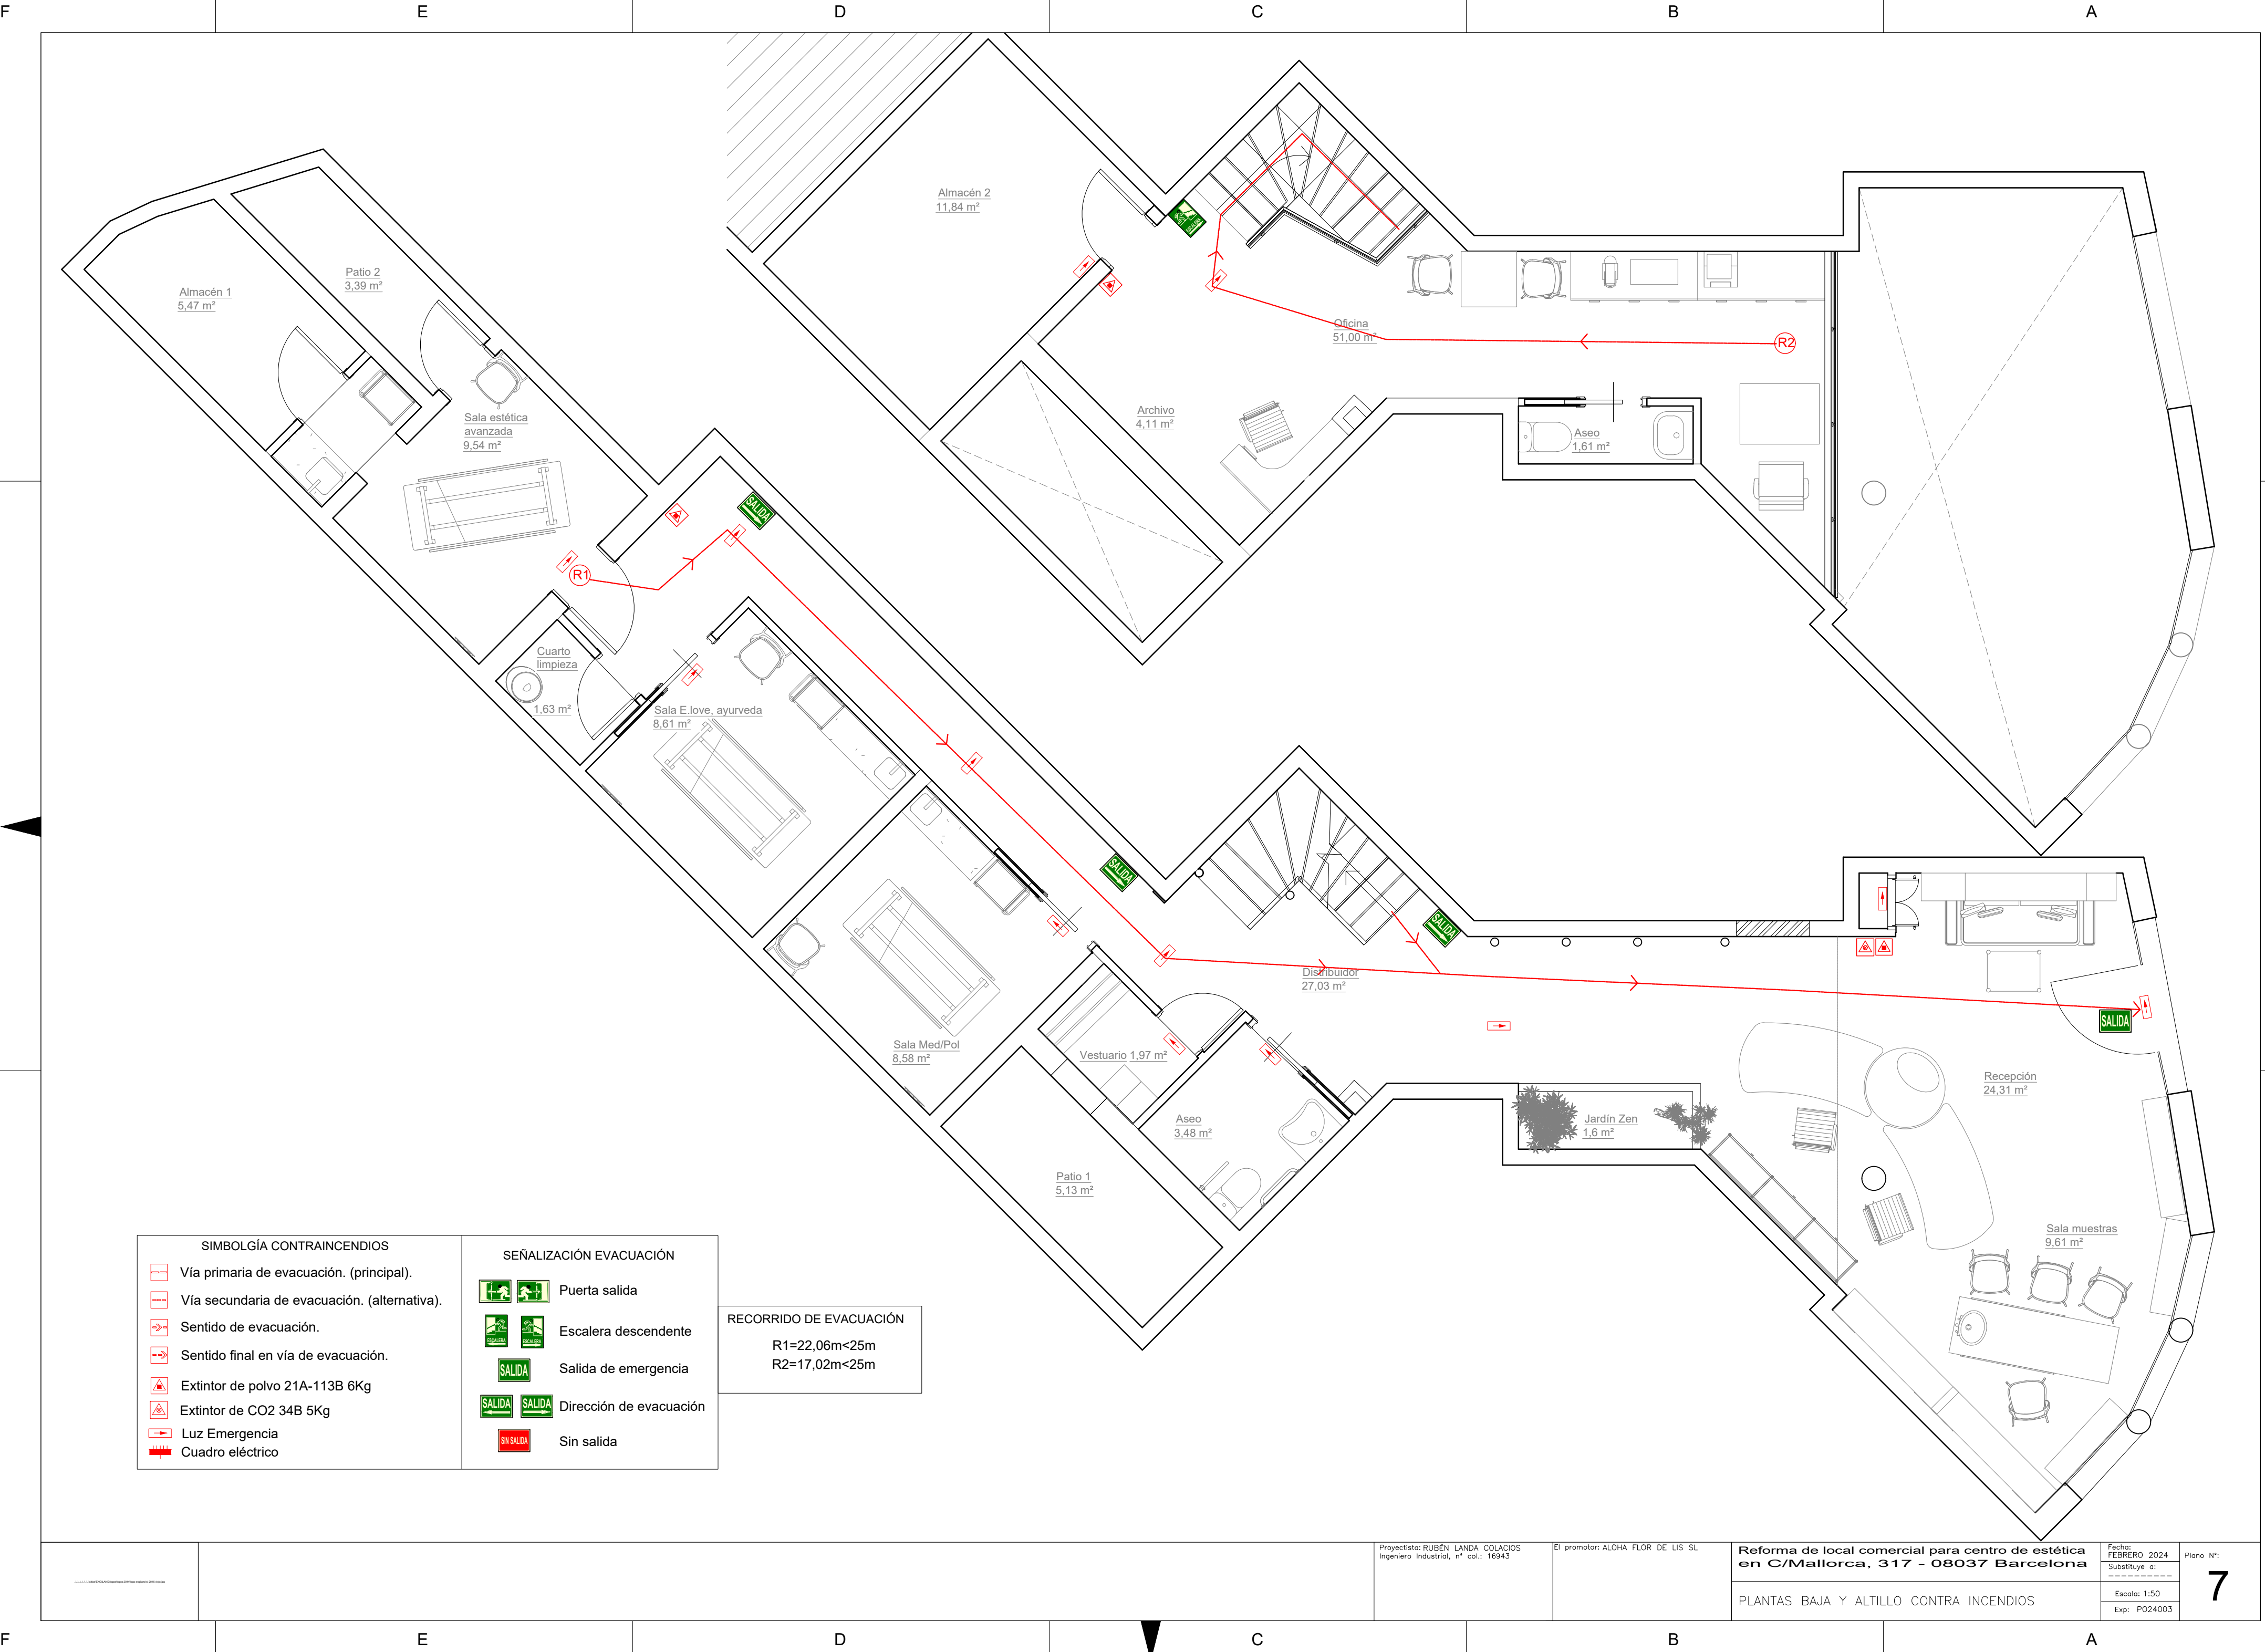 F
E
D
C
B
A
Almacén 2
11,84 m²
Patio 2
3,39 m²
Almacén 1
5,47 m²
Oficina
51,00 m²
R2
Sala estética
avanzada
9,54 m²
Archivo
4,11 m²
Aseo
1,61 m²
SALIDA
R1
Cuarto
limpieza
1,63 m²
Sala E.love, ayurveda
8,61 m²
SALIDA
SALIDA
Distribuidor
27,03 m²
SALIDA
Sala Med/Pol
8,58 m²
Vestuario 1,97 m²
Recepción
24,31 m²
Aseo
3,48 m²
Jardín Zen
1,6 m²
Patio 1
5,13 m²
Sala muestras
9,61 m²
SIMBOLGÍA CONTRAINCENDIOS
Vía primaria de evacuación. (principal).
Vía secundaria de evacuación. (alternativa).
Sentido de evacuación.
Sentido final en vía de evacuación.
Extintor de polvo 21A-113B 6Kg
Extintor de CO2 34B 5Kg
Luz Emergencia
Cuadro eléctrico
SEÑALIZACIÓN EVACUACIÓN
Puerta salida
ESCALERA ESCALERA Escalera descendente
SALIDA Salida de emergencia
SALIDA SALIDA Dirección de evacuación
SIN SALIDA Sin salida
RECORRIDO DE EVACUACIÓN
R1=22,06m<25m
R2=17,02m<25m
Proyectista: RUBÉN LANDA COLACIOS
Ingeniero Industrial, nº col.: 16943
El promotor: ALOHA FLOR DE LIS SL
Reforma de local comercial para centro de estética
en C/Mallorca, 317 - 08037 Barcelona
PLANTAS BAJA Y ALTILLO CONTRA INCENDIOS
Fecha:
FEBRERO 2024
Substituye a:
----------
Escala: 1:50
Exp: P024003
Plano Nº:
7
F
E
D
C
B
A